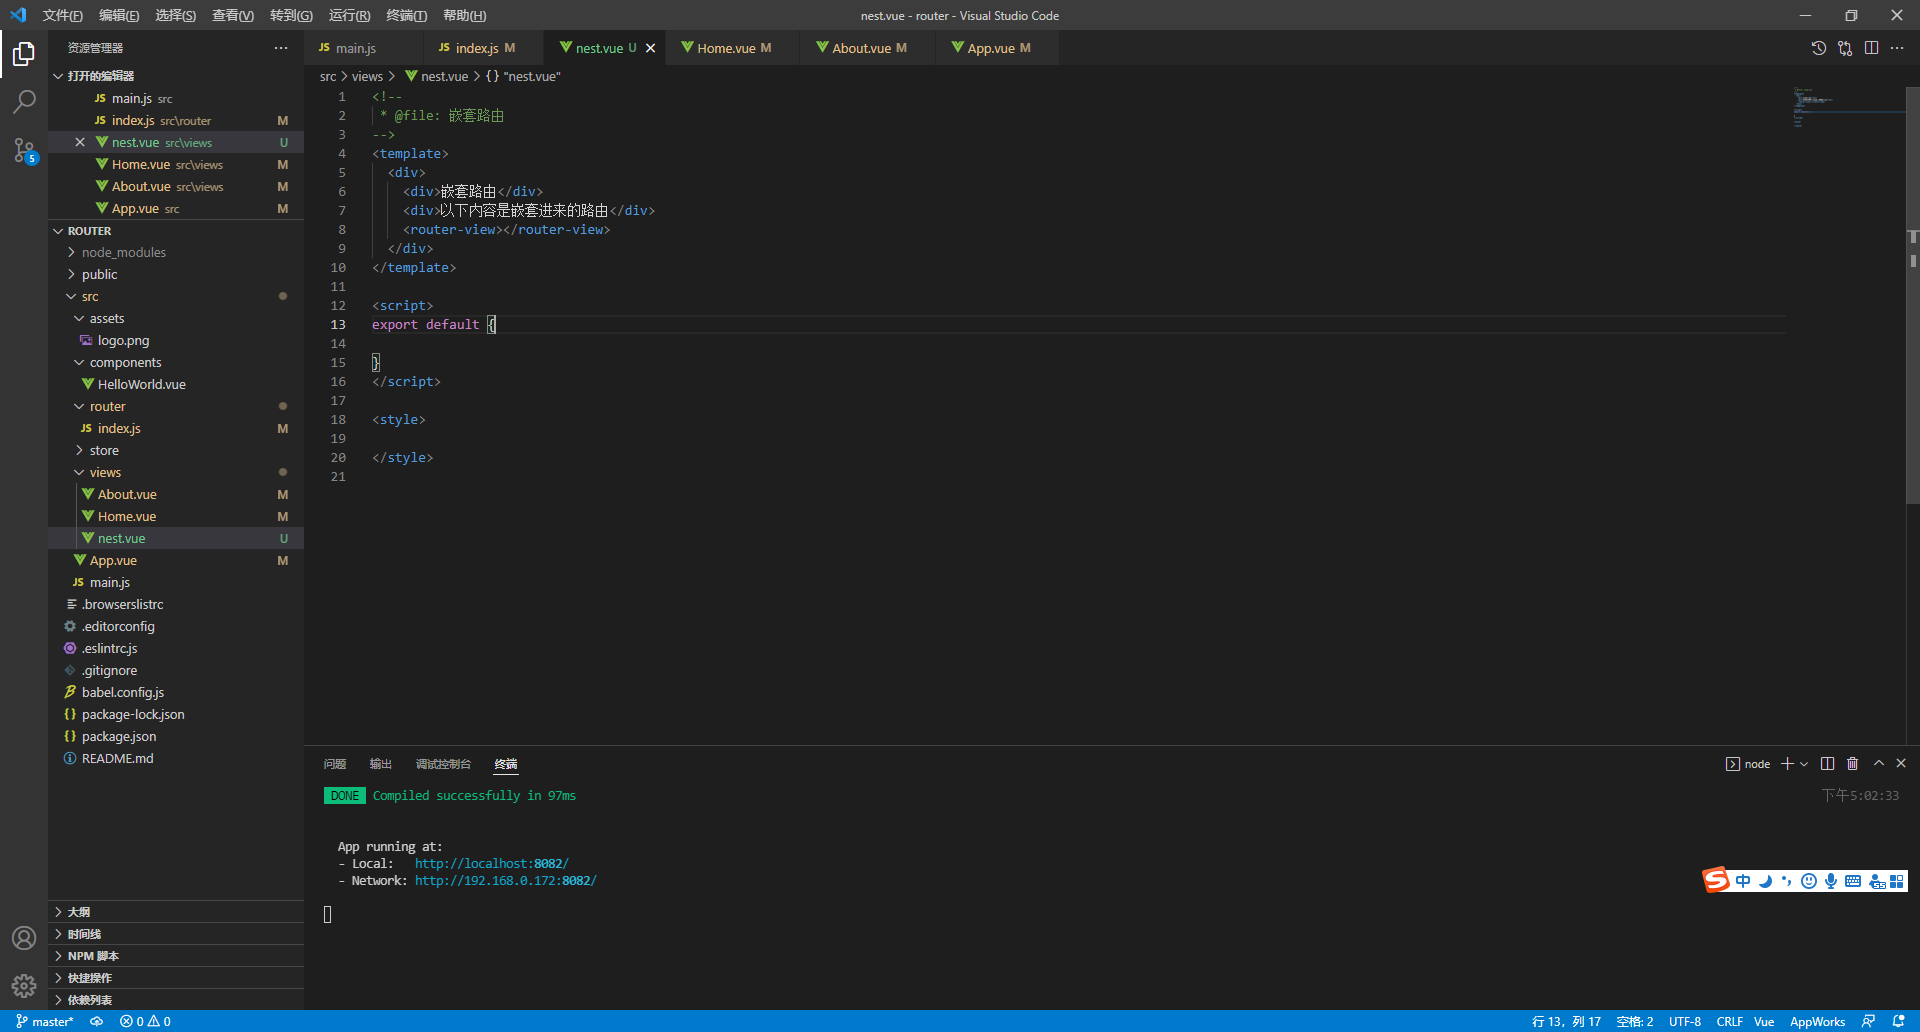 文件(F) 编辑(E) 选择(S) 查看(V) 转到(G) 运行(R) 终端(T) 帮助(H) nest.vue - router - Visual Studio Code
资源管理器 ···
打开的编辑器
JS main.js src
JS index.js src\router M
nest.vue src\views U
Home.vue src\views M
About.vue src\views M
App.vue src M
ROUTER
node_modules
public
src
assets
logo.png
components
HelloWorld.vue
router
JS index.js M
store
views
About.vue M
Home.vue M
nest.vue U
App.vue M
JS main.js
.browserslistrc
.editorconfig
.eslintrc.js
.gitignore
babel.config.js
{} package-lock.json
{} package.json
README.md
大纲
时间线
NPM 脚本
快捷操作
依赖列表
5
JS main.js JS index.js M nest.vue U Home.vue M About.vue M App.vue M
src > views > nest.vue > {} "nest.vue"
1 <!--
2 * @file: 嵌套路由
3 -->
4 <template>
5 <div>
6 <div>嵌套路由</div>
7 <div>以下内容是嵌套进来的路由</div>
8 <router-view></router-view>
9 </div>
10 </template>
11
12 <script>
13 export default {
14
15 }
16 </script>
17
18 <style>
19
20 </style>
21
问题 输出 调试控制台 终端 node
DONE Compiled successfully in 97ms 下午5:02:33
App running at:
- Local: http://localhost:8082/
- Network: http://192.168.0.172:8082/
S 中
master* 0 0 行 13，列 17 空格: 2 UTF-8 CRLF Vue AppWorks